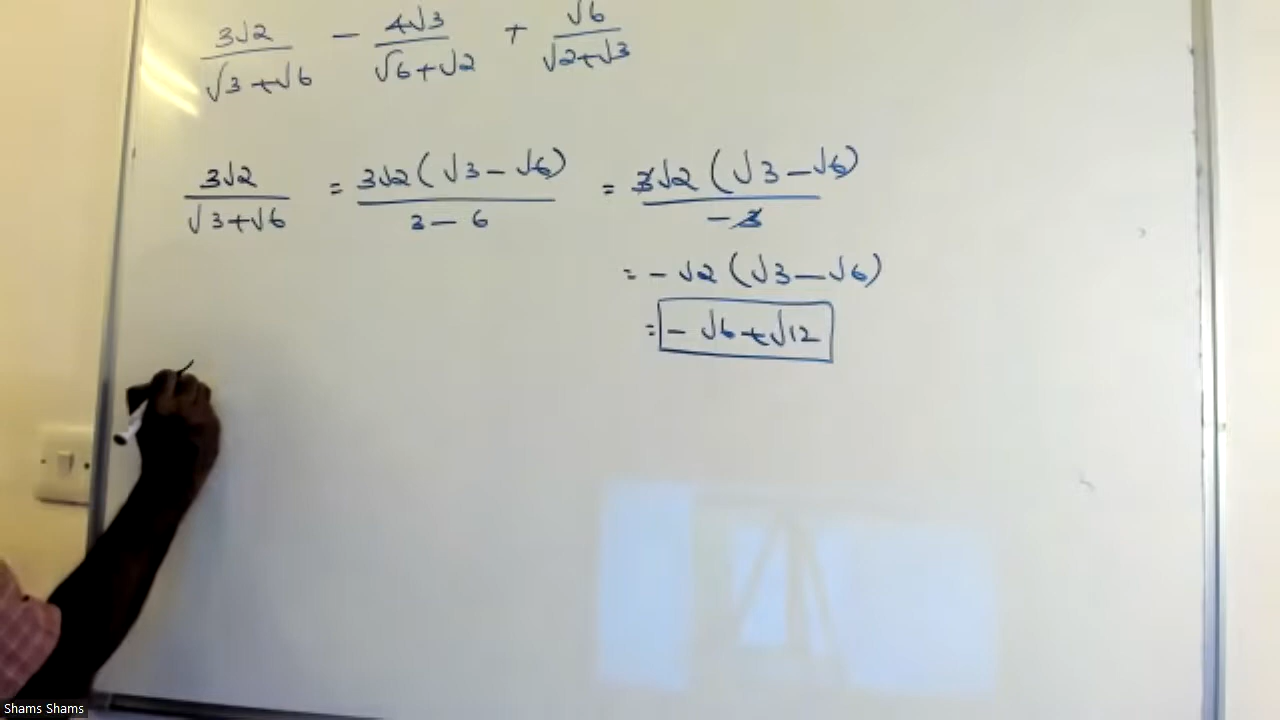 3√2/(√3+√6) − 4√3/(√6+√2) + √6/(√2+√3)
3√2/(√3+√6) = 3√2(√3−√6)/(3−6) = 3√2(√3−√6)/−3
= −√2(√3−√6)
= −√6+√12
Shams Shams